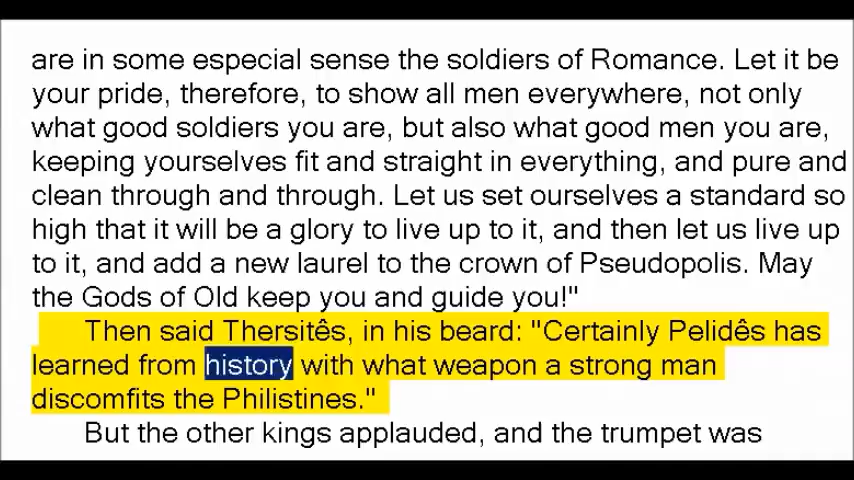 are in some especial sense the soldiers of Romance. Let it be
your pride, therefore, to show all men everywhere, not only
what good soldiers you are, but also what good men you are,
keeping yourselves fit and straight in everything, and pure and
clean through and through. Let us set ourselves a standard so
high that it will be a glory to live up to it, and then let us live up
to it, and add a new laurel to the crown of Pseudopolis. May
the Gods of Old keep you and guide you!"
Then said Thersitês, in his beard: "Certainly Pelidês has
learned from history with what weapon a strong man
discomfits the Philistines."
But the other kings applauded, and the trumpet was